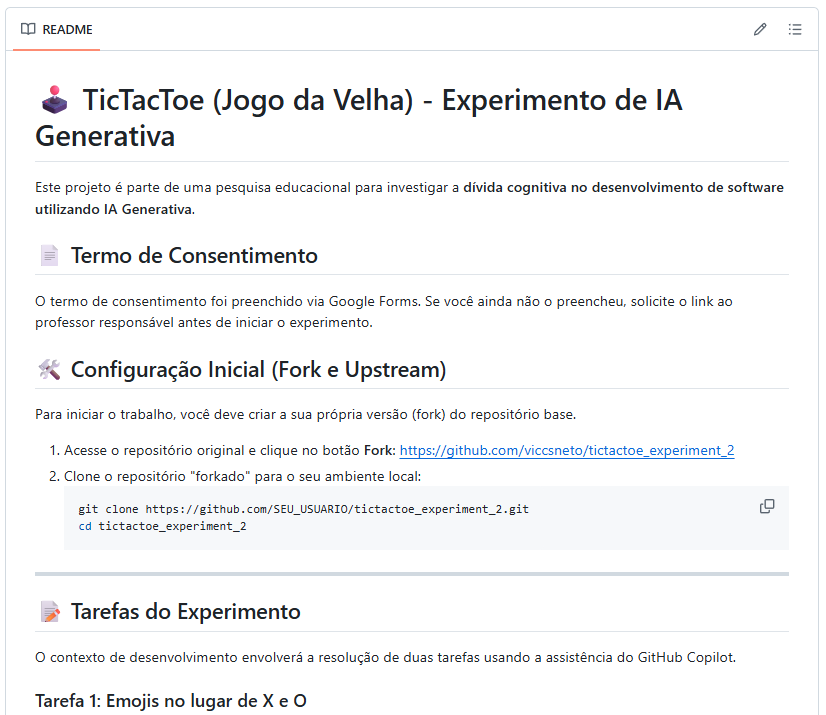 README
TicTacToe (Jogo da Velha) - Experimento de IA
Generativa
Este projeto é parte de uma pesquisa educacional para investigar a dívida cognitiva no desenvolvimento de software
utilizando IA Generativa.
Termo de Consentimento
O termo de consentimento foi preenchido via Google Forms. Se você ainda não o preencheu, solicite o link ao
professor responsável antes de iniciar o experimento.
Configuração Inicial (Fork e Upstream)
Para iniciar o trabalho, você deve criar a sua própria versão (fork) do repositório base.
1. Acesse o repositório original e clique no botão Fork: https://github.com/viccsneto/tictactoe_experiment_2
2. Clone o repositório "forkado" para o seu ambiente local:
git clone https://github.com/SEU_USUARIO/tictactoe_experiment_2.git
cd tictactoe_experiment_2
Tarefas do Experimento
O contexto de desenvolvimento envolverá a resolução de duas tarefas usando a assistência do GitHub Copilot.
Tarefa 1: Emojis no lugar de X e O